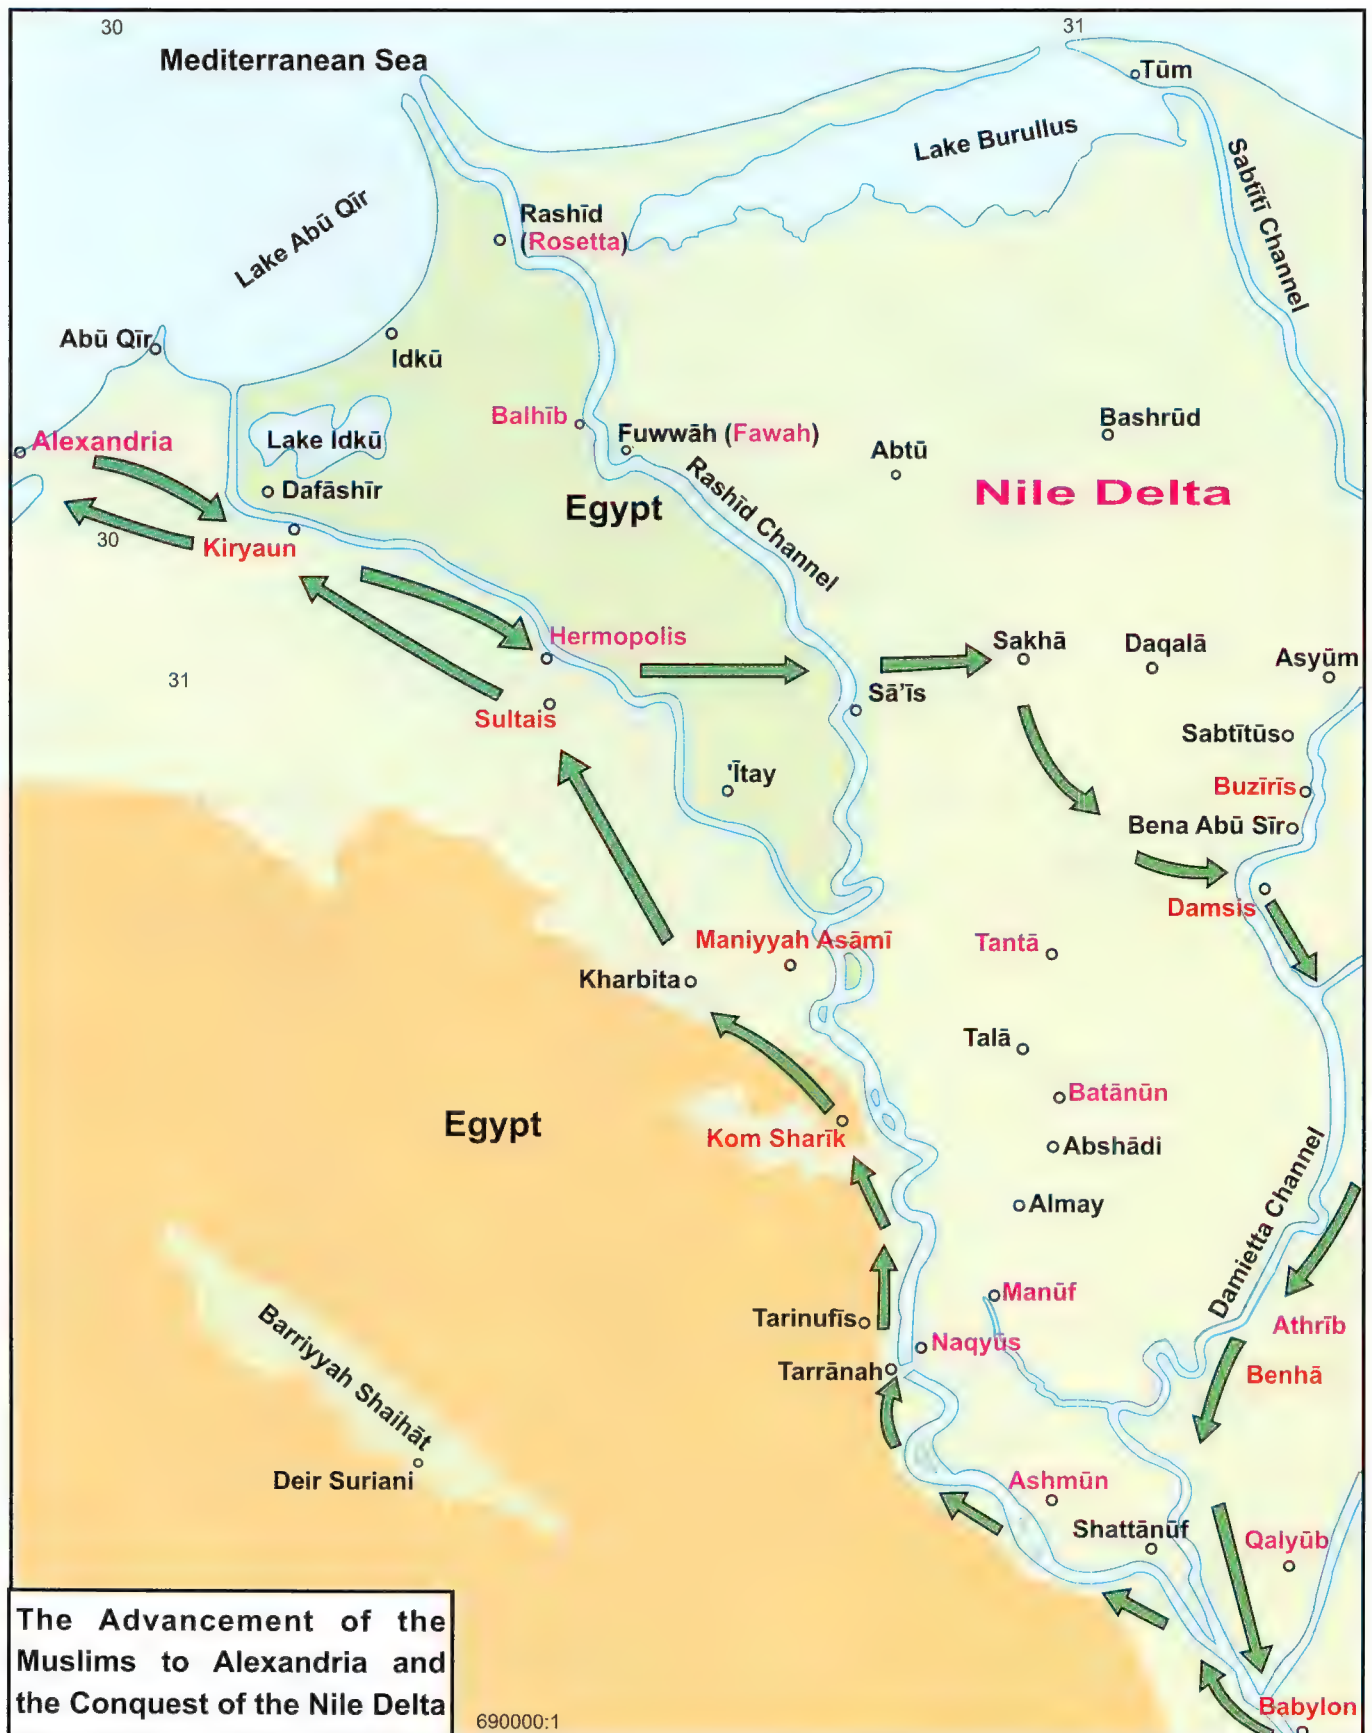 30
31
Mediterranean Sea
Tūm
Lake Burullus
Sabtītī Channel
Lake Abū Qīr
Rashīd
(Rosetta)
Abū Qīr
Idkū
Balhīb
Bashrūd
Alexandria
Lake Idkū
Fuwwāh (Fawah)
Abtū
Dafāshīr
Rashīd Channel
Nile Delta
Egypt
30
Kiryaun
Hermopolis
Sakhā
Daqalā
Asyūm
31
Sā'īs
Sultais
Sabtītūs
'Ītay
Buzīrīs
Bena Abū Sīr
Damsis
Maniyyah Asāmī
Tantā
Kharbita
Talā
Batānūn
Egypt
Kom Sharīk
Abshādi
Almay
Damietta Channel
Manūf
Tarinufīs
Athrīb
Naqyūs
Tarrānah
Benhā
Barriyyah Shaihāt
Deir Suriani
Ashmūn
Shattānūf
Qalyūb
The Advancement of the
Muslims to Alexandria and
the Conquest of the Nile Delta
Babylon
690000:1